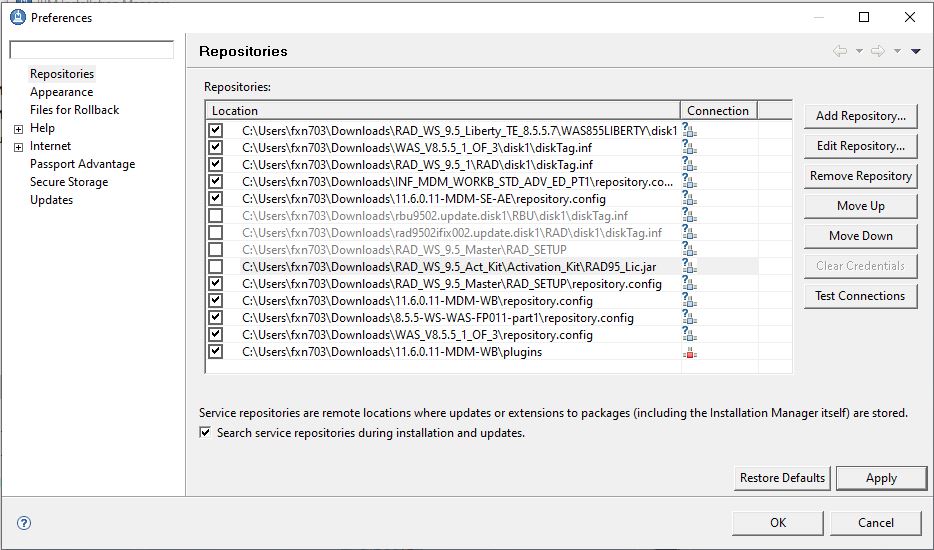 Preferences
Repositories
Appearance
Files for Rollback
Help
Internet
Passport Advantage
Secure Storage
Updates
Repositories
Repositories:
Location Connection
C:\Users\fxn703\Downloads\RAD_WS_9.5_Liberty_TE_8.5.5.7\WAS855LIBERTY\disk1
C:\Users\fxn703\Downloads\WAS_V8.5.5_1_OF_3\disk1\diskTag.inf
C:\Users\fxn703\Downloads\RAD_WS_9.5_1\RAD\disk1\diskTag.inf
C:\Users\fxn703\Downloads\INF_MDM_WORKB_STD_ADV_ED_PT1\repository.co...
C:\Users\fxn703\Downloads\11.6.0.11-MDM-SE-AE\repository.config
C:\Users\fxn703\Downloads\rbu9502.update.disk1\RBU\disk1\diskTag.inf
C:\Users\fxn703\Downloads\rad9502ifix002.update.disk1\RAD\disk1\diskTag.inf
C:\Users\fxn703\Downloads\RAD_WS_9.5_Master\RAD_SETUP
C:\Users\fxn703\Downloads\RAD_WS_9.5_Act_Kit\Activation_Kit\RAD95_Lic.jar
C:\Users\fxn703\Downloads\RAD_WS_9.5_Master\RAD_SETUP\repository.config
C:\Users\fxn703\Downloads\11.6.0.11-MDM-WB\repository.config
C:\Users\fxn703\Downloads\8.5.5-WS-WAS-FP011-part1\repository.config
C:\Users\fxn703\Downloads\WAS_V8.5.5_1_OF_3\repository.config
C:\Users\fxn703\Downloads\11.6.0.11-MDM-WB\plugins
Add Repository...
Edit Repository...
Remove Repository
Move Up
Move Down
Clear Credentials
Test Connections
Service repositories are remote locations where updates or extensions to packages (including the Installation Manager itself) are stored.
Search service repositories during installation and updates.
Restore Defaults Apply
OK Cancel